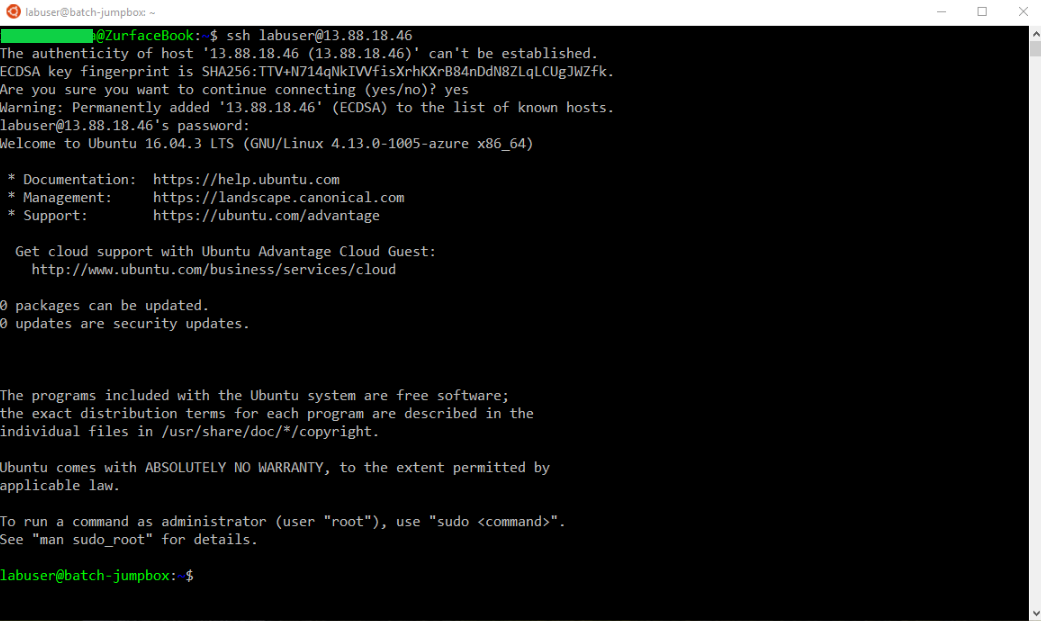 labuser@batch-jumpbox: ~
@ZurfaceBook:~$ ssh labuser@13.88.18.46
The authenticity of host '13.88.18.46 (13.88.18.46)' can't be established.
ECDSA key fingerprint is SHA256:TTV+N714qNkIVVfisXrhKXrB84nDdN8ZLqLCUgJWZfk.
Are you sure you want to continue connecting (yes/no)? yes
Warning: Permanently added '13.88.18.46' (ECDSA) to the list of known hosts.
labuser@13.88.18.46's password:
Welcome to Ubuntu 16.04.3 LTS (GNU/Linux 4.13.0-1005-azure x86_64)
* Documentation:  https://help.ubuntu.com
* Management:     https://landscape.canonical.com
* Support:        https://ubuntu.com/advantage
Get cloud support with Ubuntu Advantage Cloud Guest:
http://www.ubuntu.com/business/services/cloud
0 packages can be updated.
0 updates are security updates.
The programs included with the Ubuntu system are free software;
the exact distribution terms for each program are described in the
individual files in /usr/share/doc/*/copyright.
Ubuntu comes with ABSOLUTELY NO WARRANTY, to the extent permitted by
applicable law.
To run a command as administrator (user "root"), use "sudo <command>".
See "man sudo_root" for details.
labuser@batch-jumpbox:~$